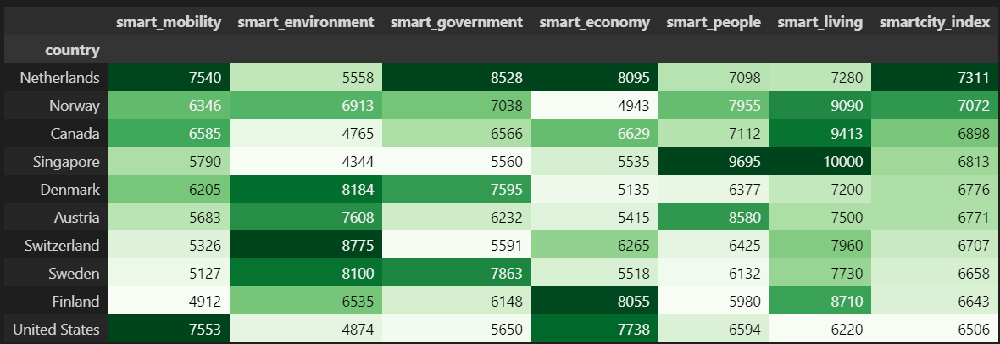 smart_mobility smart_environment smart_government smart_economy smart_people smart_living smartcity_index
country
Netherlands 7540 5558 8528 8095 7098 7280 7311
Norway 6346 6913 7038 4943 7955 9090 7072
Canada 6585 4765 6566 6629 7112 9413 6898
Singapore 5790 4344 5560 5535 9695 10000 6813
Denmark 6205 8184 7595 5135 6377 7200 6776
Austria 5683 7608 6232 5415 8580 7500 6771
Switzerland 5326 8775 5591 6265 6425 7960 6707
Sweden 5127 8100 7863 5518 6132 7730 6658
Finland 4912 6535 6148 8055 5980 8710 6643
United States 7553 4874 5650 7738 6594 6220 6506